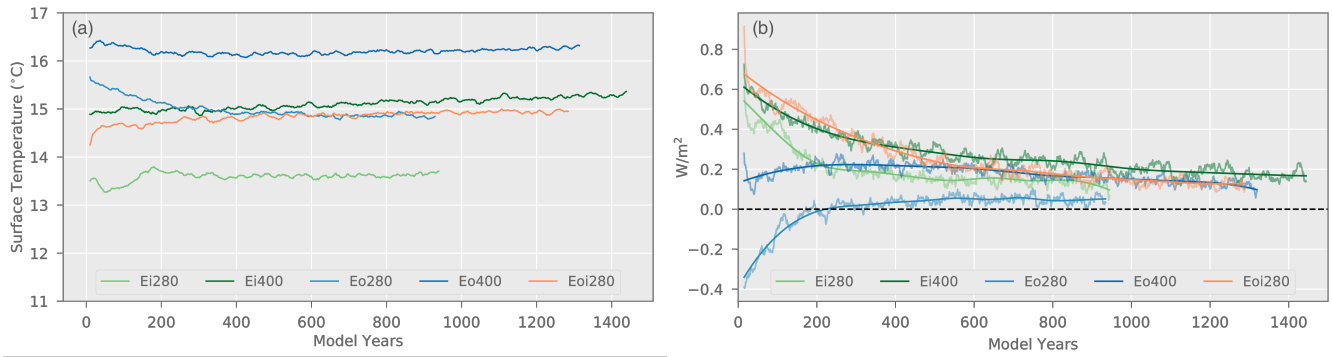 (a)
17
16
15
14
13
12
11
Surface Temperature (°C)
Ei280 Ei400 Eo280 Eo400 Eoi280
0 200 400 600 800 1000 1200 1400
Model Years
(b)
0.8
0.6
0.4
0.2
0.0
−0.2
−0.4
W/m²
Ei280 Ei400 Eo280 Eo400 Eoi280
0 200 400 600 800 1000 1200 1400
Model Years